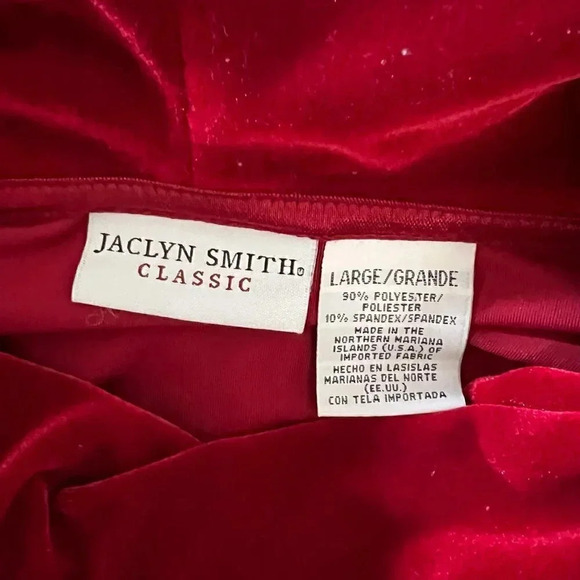 JACLYN SMITH®
CLASSIC
LARGE/GRANDE
90% POLYESTER/
POLIESTER
10% SPANDEX/SPANDEX
MADE IN THE
NORTHERN MARIANA
ISLANDS (U.S.A.) OF
IMPORTED FABRIC
HECHO EN LASISLAS
MARIANAS DEL NORTE
(EE.UU.)
CON TELA IMPORTADA